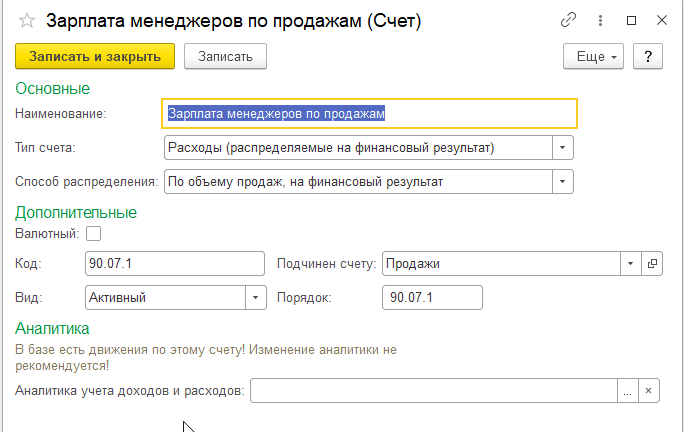 Зарплата менеджеров по продажам (Счет)
Записать и закрыть Записать Еще ?
Основные
Наименование: Зарплата менеджеров по продажам
Тип счета: Расходы (распределяемые на финансовый результат)
Способ распределения: По объему продаж, на финансовый результат
Дополнительные
Валютный:
Код: 90.07.1 Подчинен счету: Продажи
Вид: Активный Порядок: 90.07.1
Аналитика
В базе есть движения по этому счету! Изменение аналитики не
рекомендуется!
Аналитика учета доходов и расходов: ... ×